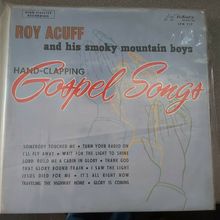 HIGH FIDELITY
RECORDING
ROY ACUFF
and his smoky mountain boys
HAND-CLAPPING
Gospel Songs
SOMEBODY TOUCHED ME • TURN YOUR RADIO ON
I'LL FLY AWAY • WAIT FOR THE LIGHT TO SHINE
LORD, BUILD ME A CABIN IN GLORY • THANK GOD
THAT GLORY BOUND TRAIN • I SAW THE LIGHT
JESUS DIED FOR ME • IT'S ALL RIGHT NOW
TRAVELING THE HIGHWAY HOME • GLORY IS COMING